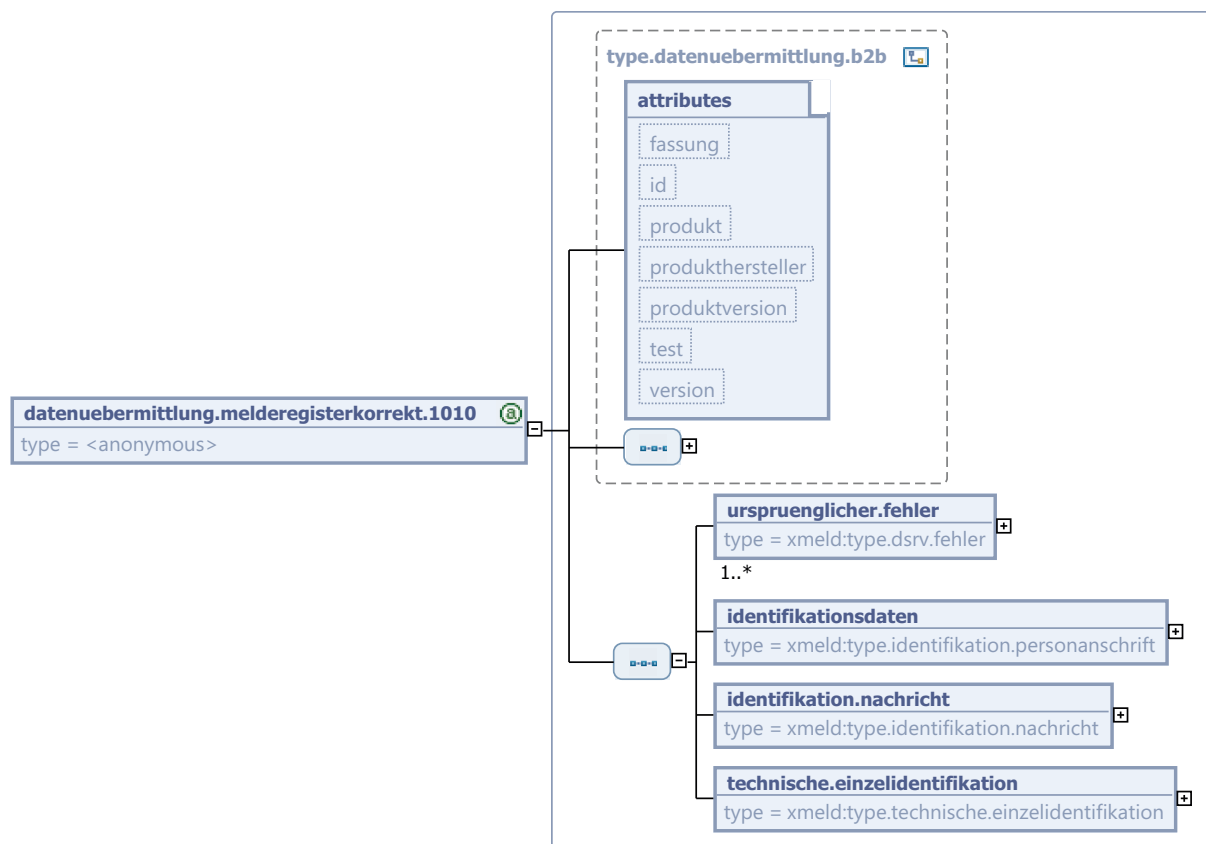 type.datenuebermittlung.b2b
attributes
fassung
id
produkt
produkthersteller
produktversion
test
version
datenuebermittlung.melderegisterkorrekt.1010 a
type = <anonymous>
urspruenglicher.fehler
type = xmeld:type.dsrv.fehler
1..*
identifikationsdaten
type = xmeld:type.identifikation.personanschrift
identifikation.nachricht
type = xmeld:type.identifikation.nachricht
technische.einzelidentifikation
type = xmeld:type.technische.einzelidentifikation